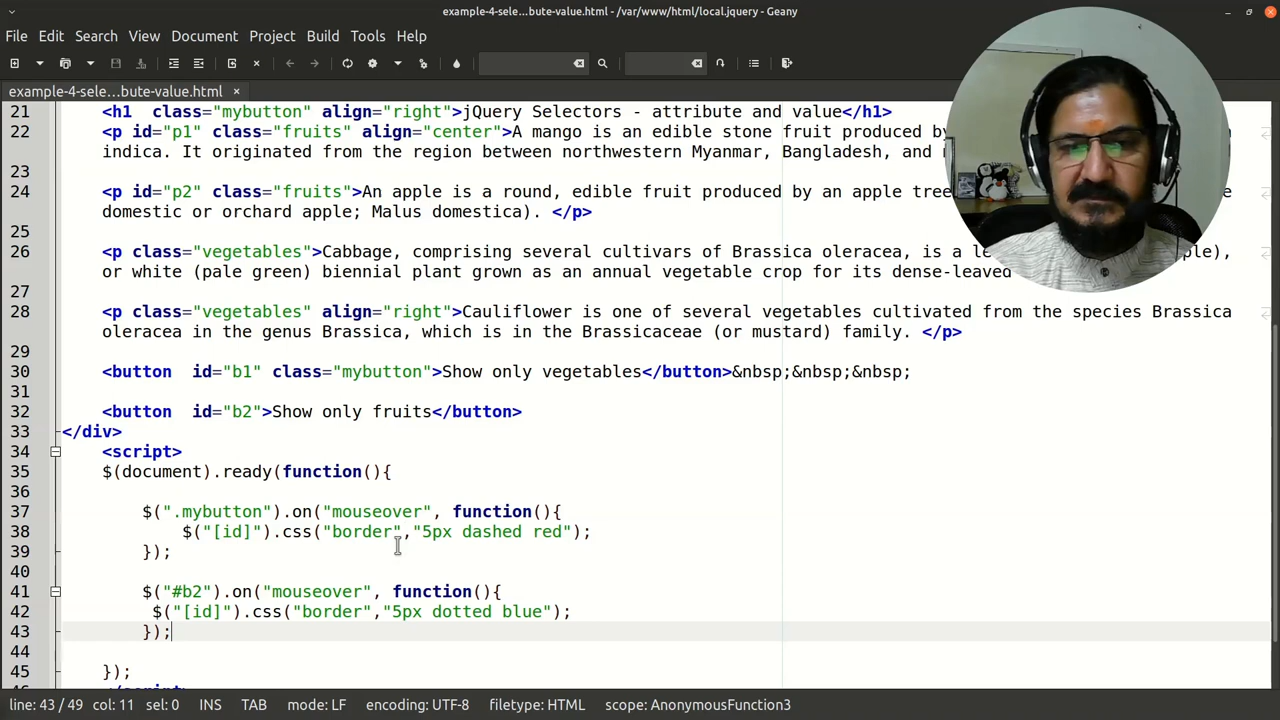 example-4-sele...bute-value.html - /var/www/html/local.jquery - Geany
File Edit Search View Document Project Build Tools Help
example-4-sele...bute-value.html ×
21 <h1  class="mybutton" align="right">jQuery Selectors - attribute and value</h1>
22 <p id="p1" class="fruits" align="center">A mango is an edible stone fruit produced by
indica. It originated from the region between northwestern Myanmar, Bangladesh, and
23
24 <p id="p2" class="fruits">An apple is a round, edible fruit produced by an apple tree
domestic or orchard apple; Malus domestica). </p>
25
26 <p class="vegetables">Cabbage, comprising several cultivars of Brassica oleracea, is a
or white (pale green) biennial plant grown as an annual vegetable crop for its dense-leaved
27
28 <p class="vegetables" align="right">Cauliflower is one of several vegetables cultivated from the species Brassica
oleracea in the genus Brassica, which is in the Brassicaceae (or mustard) family. </p>
29
30 <button  id="b1" class="mybutton">Show only vegetables</button>&nbsp;&nbsp;&nbsp;
31
32 <button  id="b2">Show only fruits</button>
33 </div>
34 <script>
35 $(document).ready(function(){
36
37 $(".mybutton").on("mouseover", function(){
38 $("[id]").css("border","5px dashed red");
39 });
40
41 $("#b2").on("mouseover", function(){
42 $("[id]").css("border","5px dotted blue");
43 });
44
45 });
46 </script>
line: 43 / 49 col: 11 sel: 0 INS TAB mode: LF encoding: UTF-8 filetype: HTML scope: AnonymousFunction3